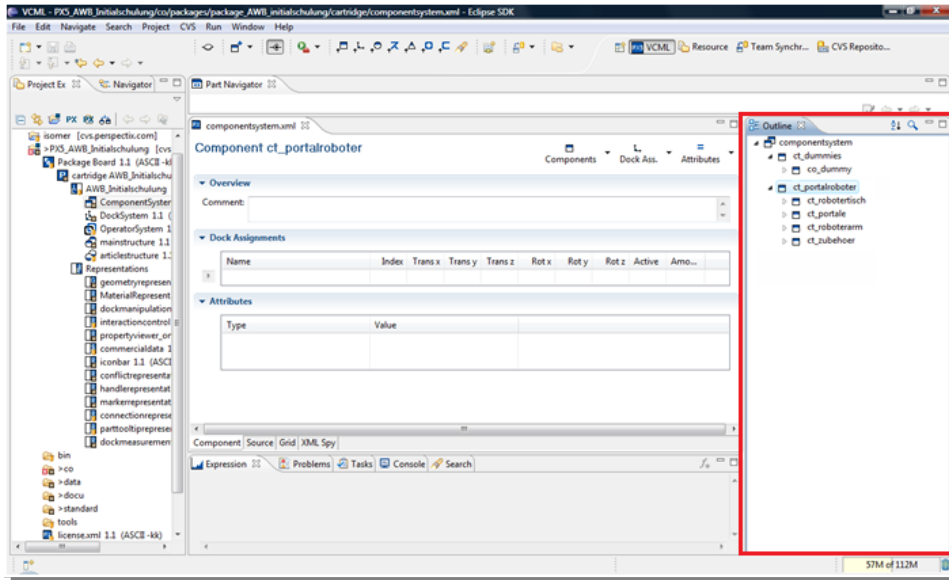 VCML - PX5_AWB_Initialschulung/co/packages/package_AWB_Initialschulung/cartridge/componentsystem.xml - Eclipse SDK
File Edit Navigate Search Project CVS Run Window Help
VCML Resource Team Synchr... CVS Reposito...
Project Ex Navigator
PX
isomer [cvs.perspectix.com]
>PX5_AWB_Initialschulung [cvs
Package Board 1.1 (ASCII -kl
cartridge AWB_Initialschu
AWB_Initialschulung
ComponentSyster
DockSystem 1.1 (
OperatorSystem 1
mainstructure 1.1
articlestructure 1.
Representations
geometryrepresen
MaterialRepresent
dockmanipulation
interactioncontrol
propertyviewer_or
commercialdata 1
iconbar 1.1 (ASCI
conflictrepresenta
handlerepresentat
markerrepresentat
connectionreprese
parttooltiprepreser
dockmeasuremen
bin
>co
>data
>docu
>standard
tools
license.xml 1.1 (ASCII -kk)
Part Navigator
componentsystem.xml
Component ct_portalroboter
Components Dock Ass. Attributes
Overview
Comment:
Dock Assignments
Name Index Trans x Trans y Trans z Rot x Rot y Rot z Active Amo...
Attributes
Type Value
Component Source Grid XML Spy
Expression Problems Tasks Console Search
Outline
componentsystem
ct_dummies
co_dummy
ct_portalroboter
ct_robotertisch
ct_portale
ct_roboterarm
ct_zubehoer
57M of 112M